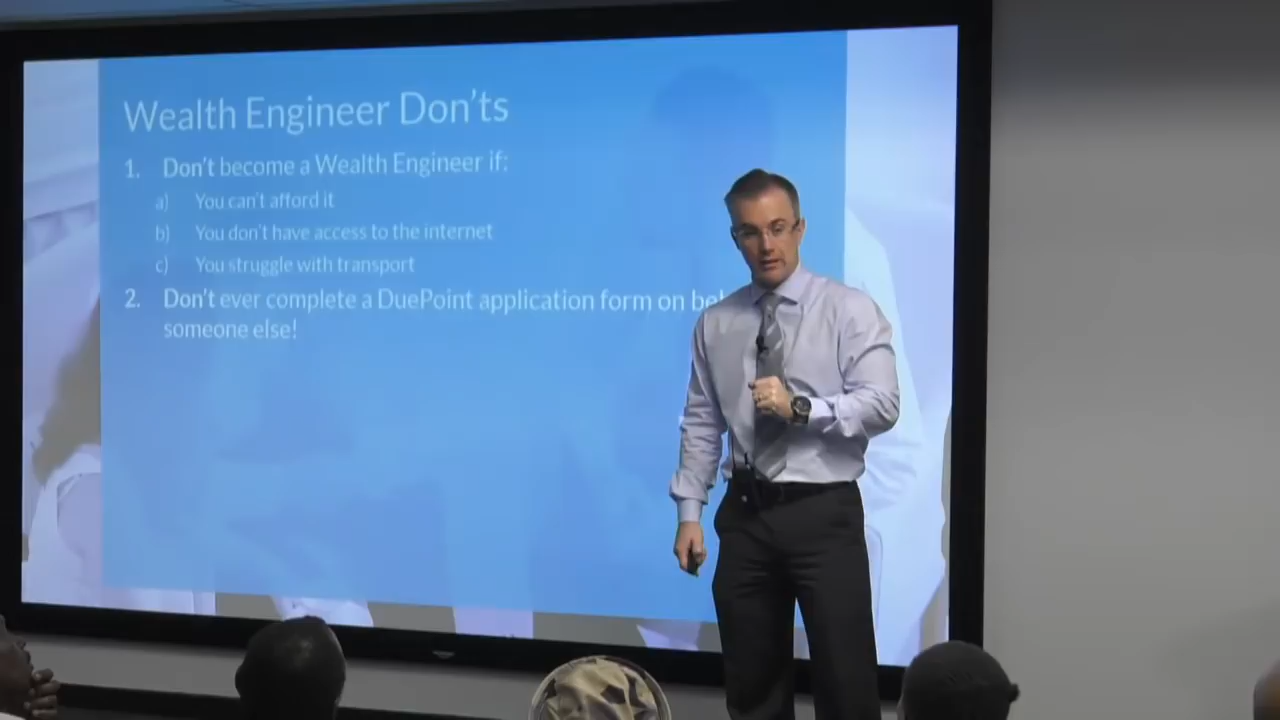 Wealth Engineer Don'ts
1. Don't become a Wealth Engineer if:
a) You can't afford it
b) You don't have access to the internet
c) You struggle with transport
2. Don't ever complete a DuePoint application form on
someone else!